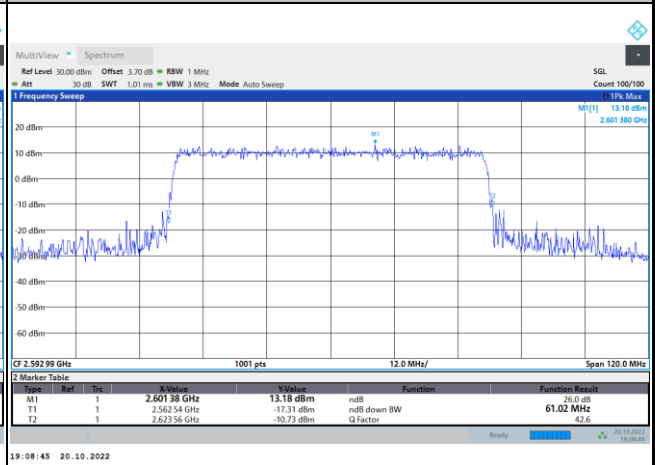 MultiView Spectrum
Ref Level 30.00 dBm Offset 3.70 dB RBW 1 MHz SGL
Att 30 dB SWT 1.01 ms VBW 3 MHz Mode Auto Sweep Count 100/100
1 Frequency Sweep 1Pk Max
M1[1] 13.18 dBm
2.601 380 GHz
20 dBm
M1
10 dBm
0 dBm
-10 dBm
-20 dBm
-30 dBm
-40 dBm
-50 dBm
-60 dBm
CF 2.592 99 GHz 1001 pts 12.0 MHz/ Span 120.0 MHz
2 Marker Table
Type Ref Trc X-Value Y-Value Function Function Result
M1 1 2.601 38 GHz 13.18 dBm ndB 26.0 dB
T1 1 2.562 54 GHz -17.31 dBm ndB down BW 61.02 MHz
T2 1 2.623 56 GHz -10.73 dBm Q Factor 42.6
Ready 20.10.2022
19:08:44
19:08:45 20.10.2022